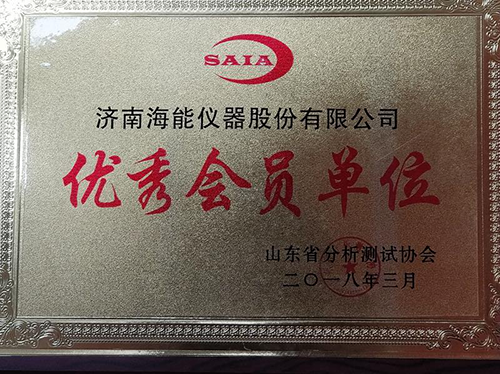 SAIA
济南海能仪器股份有限公司
优秀会员单位
山东省分析测试协会
二〇一八年三月